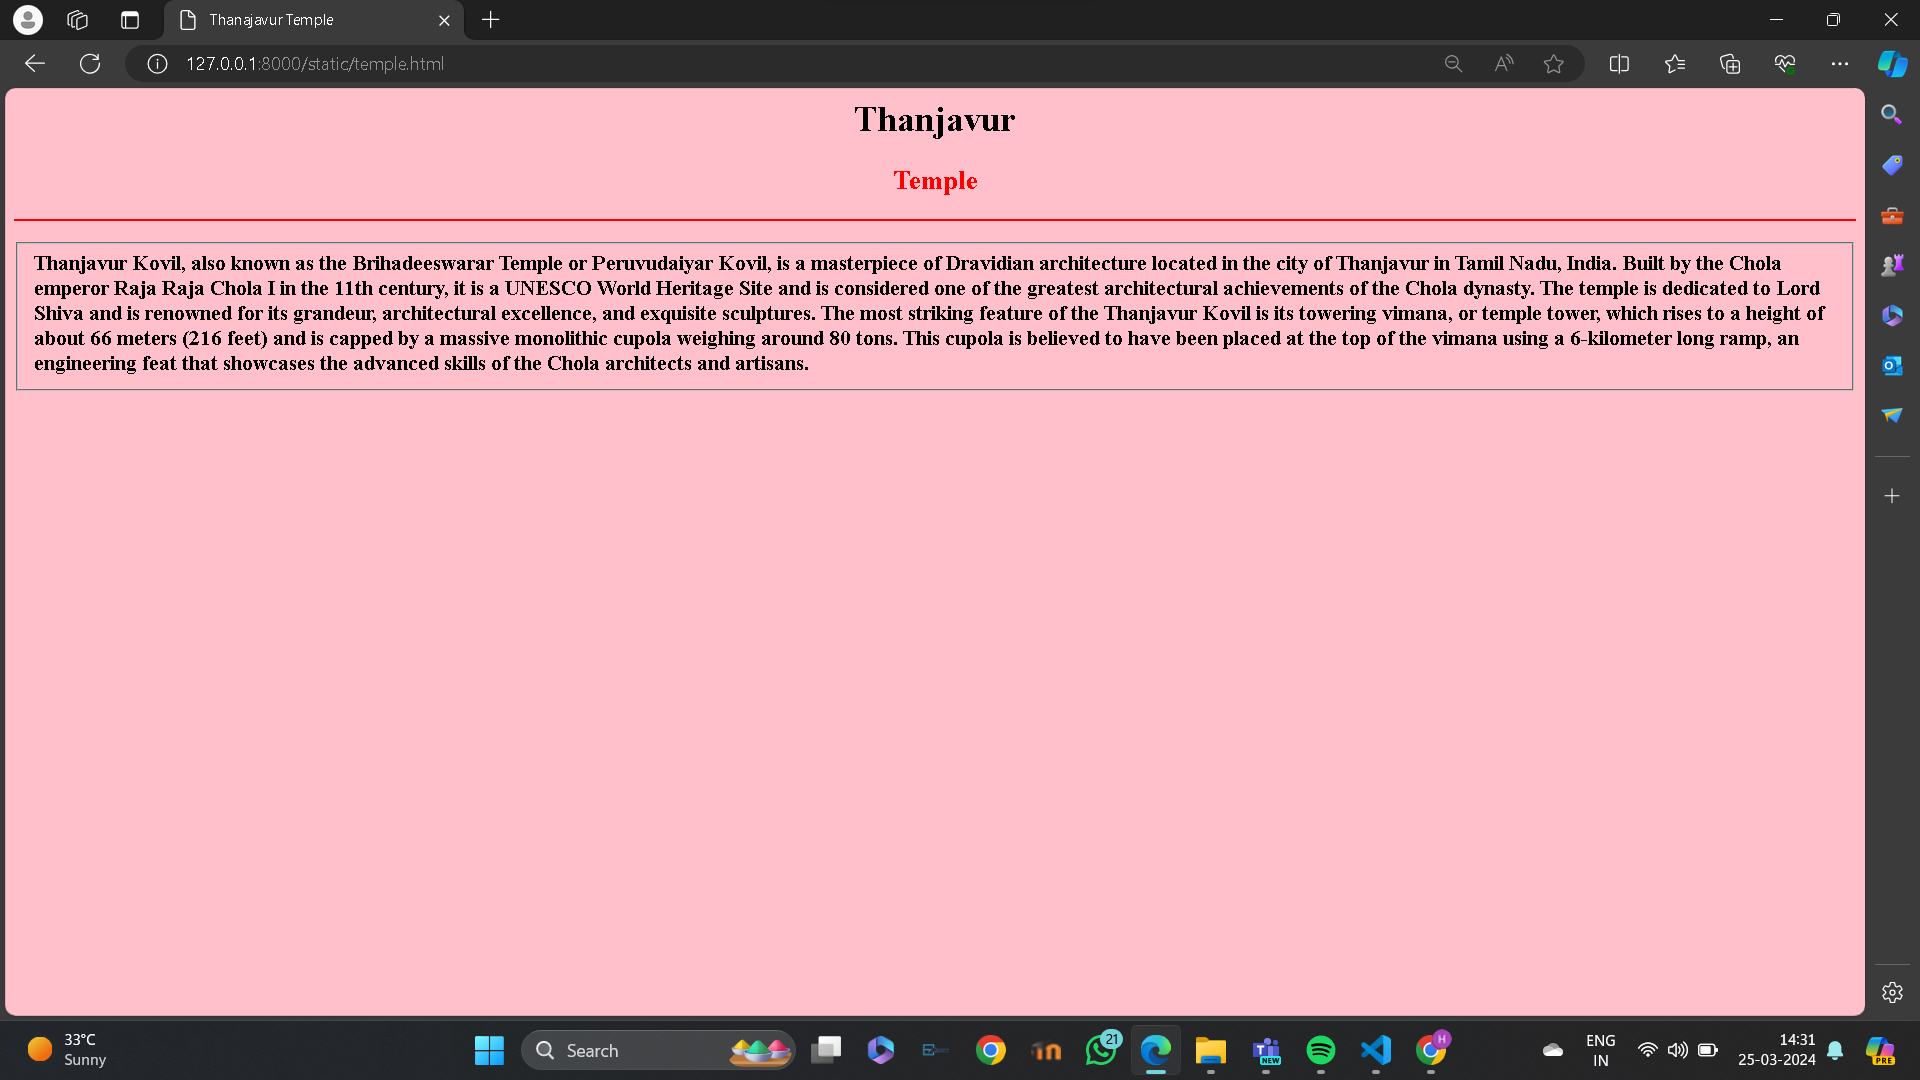 Thanajavur Temple
127.0.0.1:8000/static/temple.html
Thanjavur
Temple
Thanjavur Kovil, also known as the Brihadeeswarar Temple or Peruvudaiyar Kovil, is a masterpiece of Dravidian architecture located in the city of Thanjavur in Tamil Nadu, India. Built by the Chola
emperor Raja Raja Chola I in the 11th century, it is a UNESCO World Heritage Site and is considered one of the greatest architectural achievements of the Chola dynasty. The temple is dedicated to Lord
Shiva and is renowned for its grandeur, architectural excellence, and exquisite sculptures. The most striking feature of the Thanjavur Kovil is its towering vimana, or temple tower, which rises to a height of
about 66 meters (216 feet) and is capped by a massive monolithic cupola weighing around 80 tons. This cupola is believed to have been placed at the top of the vimana using a 6-kilometer long ramp, an
engineering feat that showcases the advanced skills of the Chola architects and artisans.
33°C
Sunny
Search
21
NEW
H
ENG
IN
14:31
25-03-2024
PRE